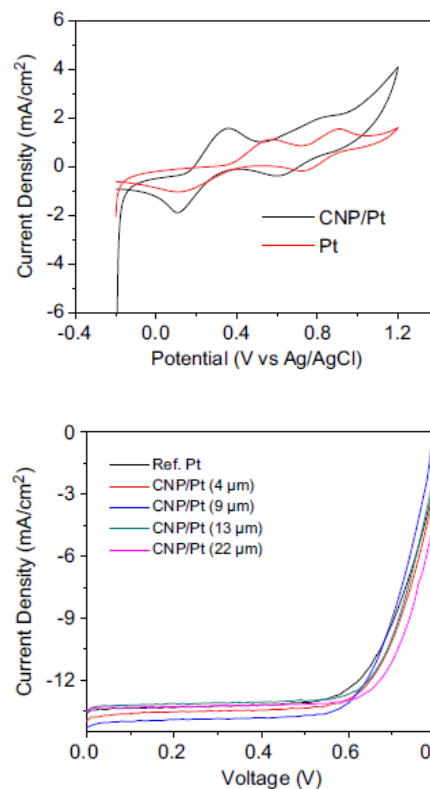 6
4
2
0
-2
-4
-6
Current Density (mA/cm²)
CNP/Pt
Pt
-0.4
0.0
0.4
0.8
1.2
Potential (V vs Ag/AgCl)
0
-3
-6
-9
-12
Current Density (mA/cm²)
Ref. Pt
CNP/Pt (4 µm)
CNP/Pt (9 µm)
CNP/Pt (13 µm)
CNP/Pt (22 µm)
0.0
0.2
0.4
0.6
Voltage (V)